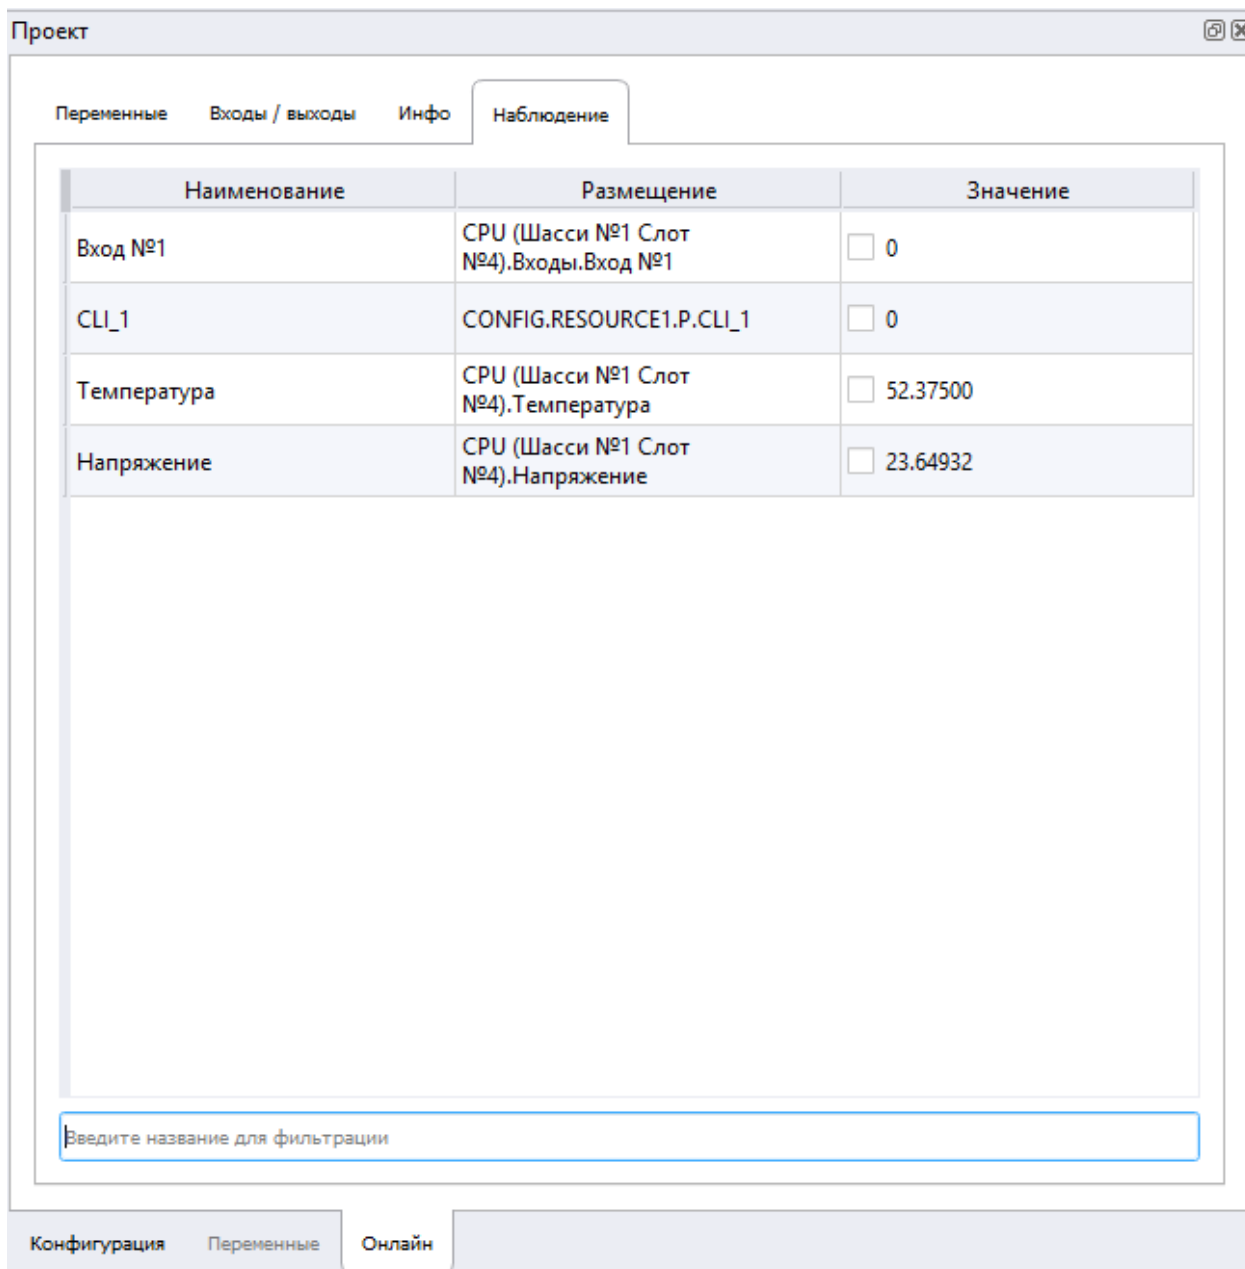 Проект
Переменные Входы / выходы Инфо Наблюдение
Наименование Размещение Значение
Вход №1 CPU (Шасси №1 Слот №4).Входы.Вход №1 0
CLI_1 CONFIG.RESOURCE1.P.CLI_1 0
Температура CPU (Шасси №1 Слот №4).Температура 52.37500
Напряжение CPU (Шасси №1 Слот №4).Напряжение 23.64932
Введите название для фильтрации
Конфигурация Переменные Онлайн